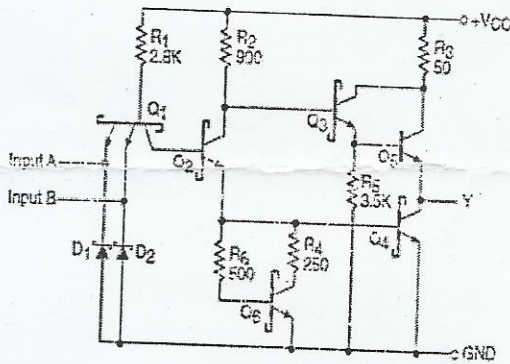 +VCC
R1
2.8K
R2
900
R3
50
Q1
Q3
Input A
Q2
Q5
Input B
R5
3.5K
Y
D1
D2
R6
500
R4
250
Q4
Q6
GND